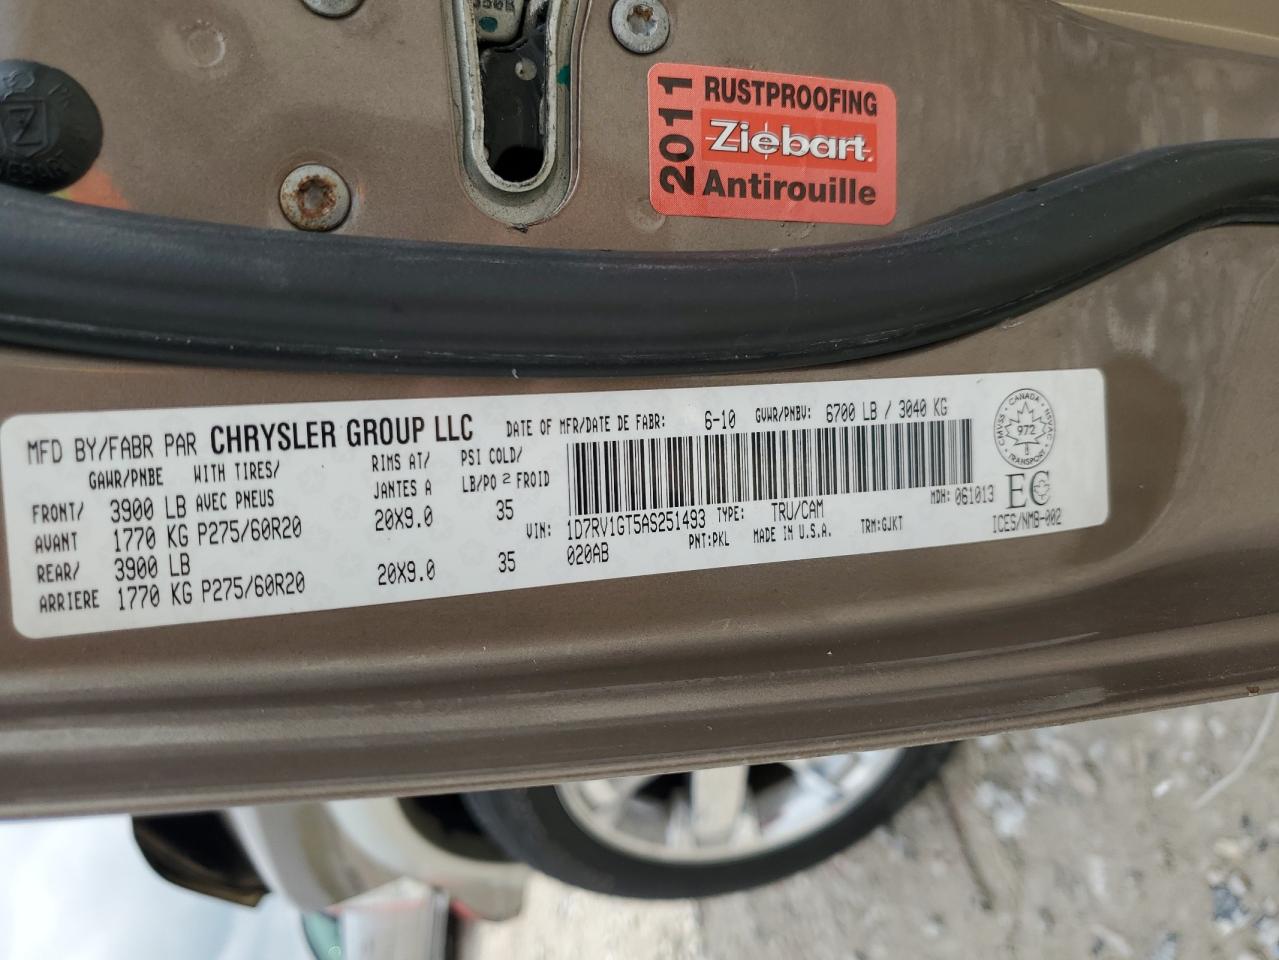 2011
RUSTPROOFING
Ziebart
Antirouille
MFD BY/FABR PAR CHRYSLER GROUP LLC DATE OF MFR/DATE DE FABR: 6-10 GVWR/PNBV: 6700 LB / 3040 KG
GAWR/PNBE WITH TIRES/ RIMS AT/ PSI COLD/
AVEC PNEUS JANTES A LB/PO² FROID
FRONT/ 3900 LB
AVANT 1770 KG P275/60R20 20X9.0 35
REAR/ 3900 LB
ARRIERE 1770 KG P275/60R20 20X9.0 35
MDH: 061013
VIN: 1D7RV1GT5AS251493 TYPE: TRU/CAM
020AB PNT:PKL MADE IN U.S.A. TRM:GJKT
CANADA
CMVSS NSVAC
972
TRANSPORT
EC
ICES/NMB-002